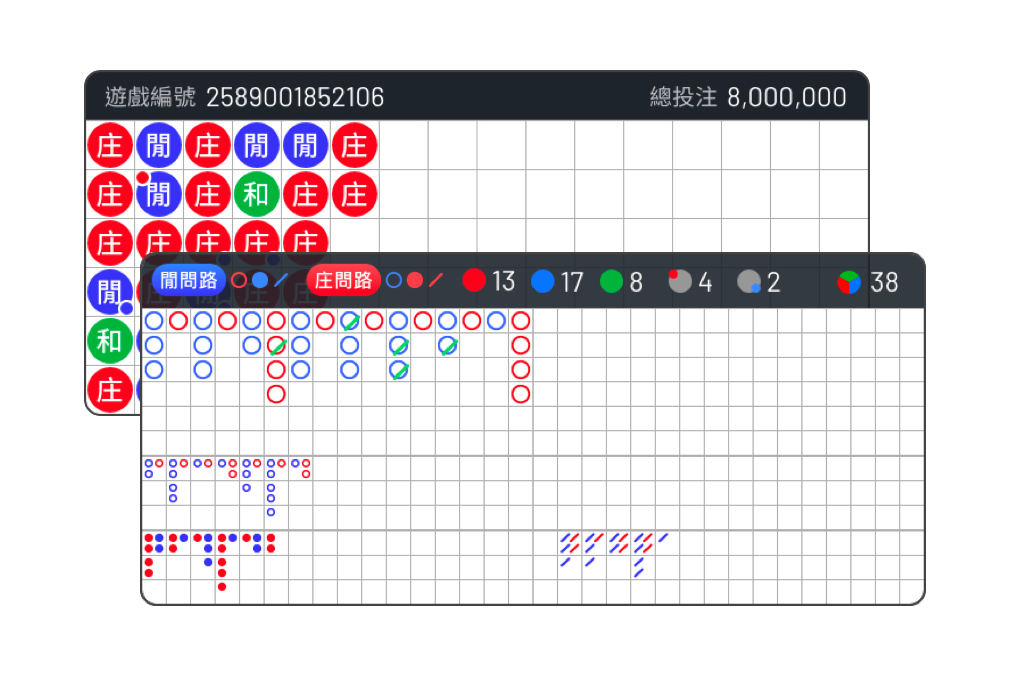 遊戲編號 2589001852106 總投注 8,000,000
庄 閒 庄 閒 閒 庄
庄 閒 庄 和 庄 庄
庄 庄 庄 庄 庄
閒
和
庄
閒問路 庄問路 13 17 8 4 2 38